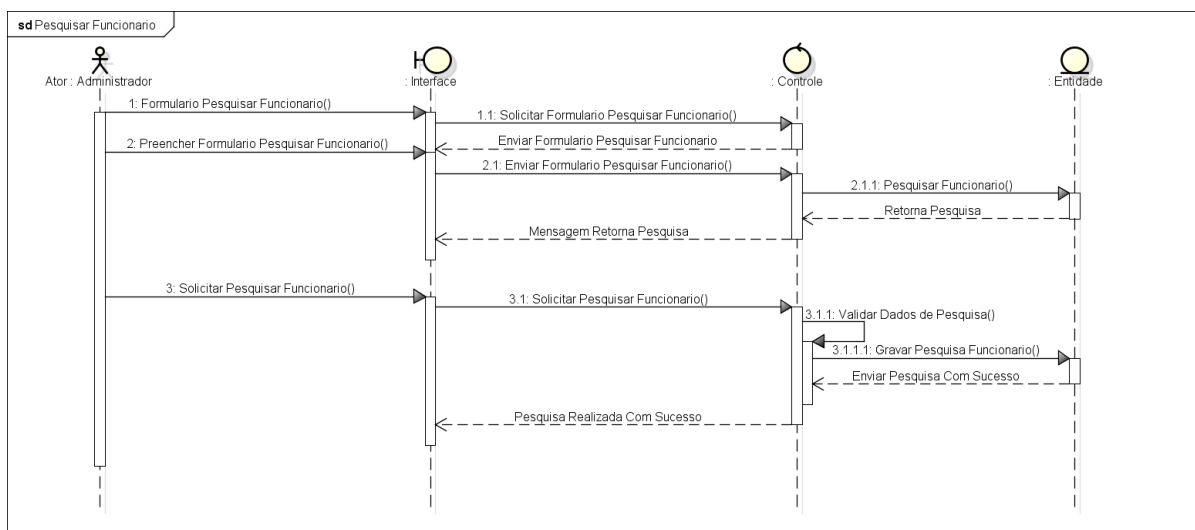 sd Pesquisar Funcionario
Ator : Administrador
: Interface
: Controle
: Entidade
1: Formulario Pesquisar Funcionario()
1.1: Solicitar Formulario Pesquisar Funcionario()
Enviar Formulario Pesquisar Funcionario
2: Preencher Formulario Pesquisar Funcionario()
2.1: Enviar Formulario Pesquisar Funcionario()
2.1.1: Pesquisar Funcionario()
Retorna Pesquisa
Mensagem Retorna Pesquisa
3: Solicitar Pesquisar Funcionario()
3.1: Solicitar Pesquisar Funcionario()
3.1.1: Validar Dados de Pesquisa()
3.1.1.1: Gravar Pesquisa Funcionario()
Enviar Pesquisa Com Sucesso
Pesquisa Realizada Com Sucesso